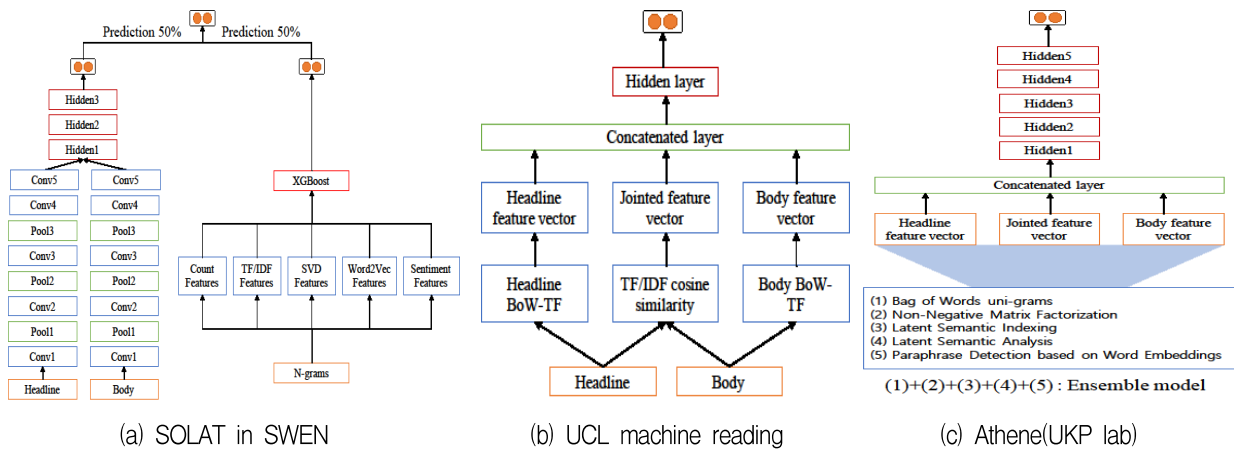 Prediction 50%
Prediction 50%
Hidden3
Hidden2
Hidden1
Conv5
Conv5
Conv4
Conv4
Pool3
Pool3
Conv3
Conv3
Pool2
Pool2
Conv2
Conv2
Pool1
Pool1
Conv1
Conv1
Headline
Body
XGBoost
Count
Features
TF/IDF
Features
SVD
Features
Word2Vec
Features
Sentiment
Features
N-grams
(a) SOLAT in SWEN
Hidden layer
Concatenated layer
Headline
feature vector
Jointed feature
vector
Body feature
vector
Headline
BoW-TF
TF/IDF cosine
similarity
Body BoW-
TF
Headline
Body
(b) UCL machine reading
Hidden5
Hidden4
Hidden3
Hidden2
Hidden1
Concatenated layer
Headline
feature vector
Jointed feature
vector
Body feature
vector
(1) Bag of Words uni-grams
(2) Non-Negative Matrix Factorization
(3) Latent Semantic Indexing
(4) Latent Semantic Analysis
(5) Paraphrase Detection based on Word Embeddings
(1)+(2)+(3)+(4)+(5) : Ensemble model
(c) Athene(UKP lab)